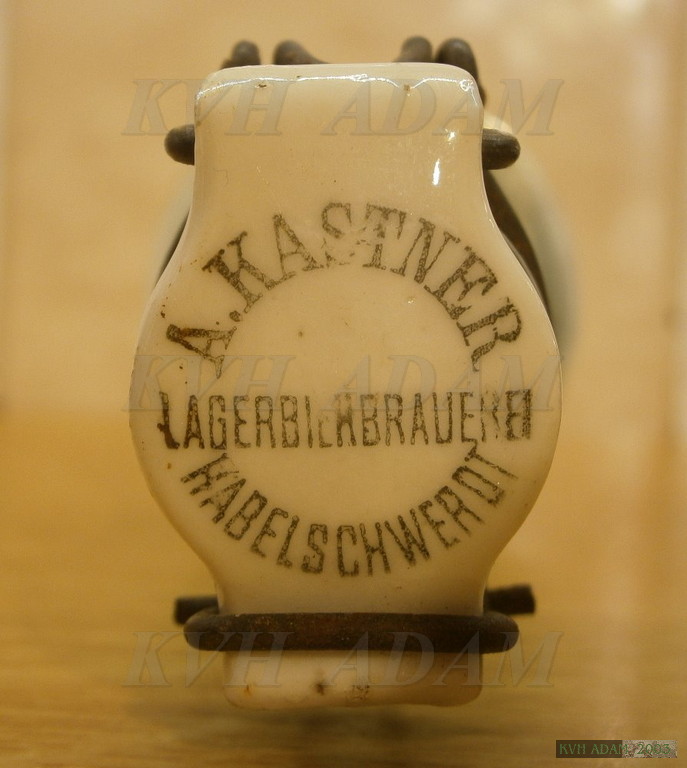 KVH ADAM
A. KASTNER
KVH ADAM
LAGERBIERBRAUEREI
HABELSCHWERDT
KVH ADAM
KVH ADAM 2005